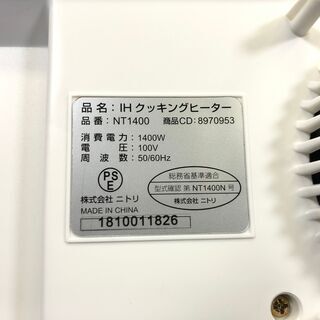 品 名：IHクッキングヒーター
品 番：NT1400 商品CD：8970953
消 費 電 力：1400W
電 圧：100V
周 波 数：50/60Hz
PS
E
総務省基準適合
型式確認 第 NT1400N 号
株式会社 ニトリ
株式会社 ニトリ
MADE IN CHINA
1810011826